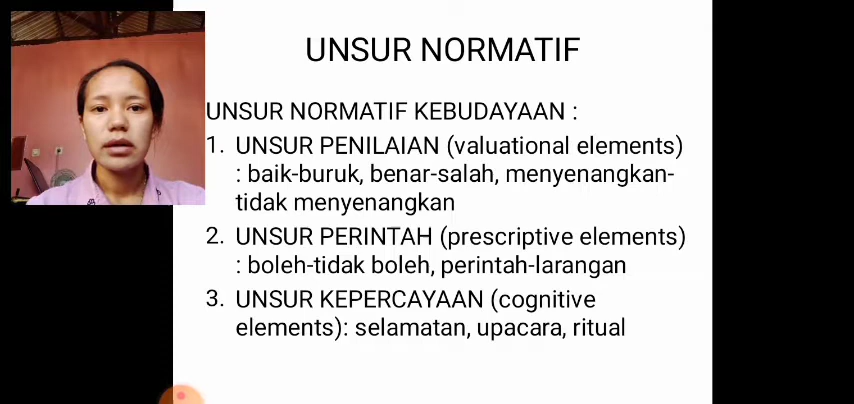 UNSUR NORMATIF
UNSUR NORMATIF KEBUDAYAAN :
1. UNSUR PENILAIAN (valuational elements)
: baik-buruk, benar-salah, menyenangkan-
tidak menyenangkan
2. UNSUR PERINTAH (prescriptive elements)
: boleh-tidak boleh, perintah-larangan
3. UNSUR KEPERCAYAAN (cognitive
elements): selamatan, upacara, ritual